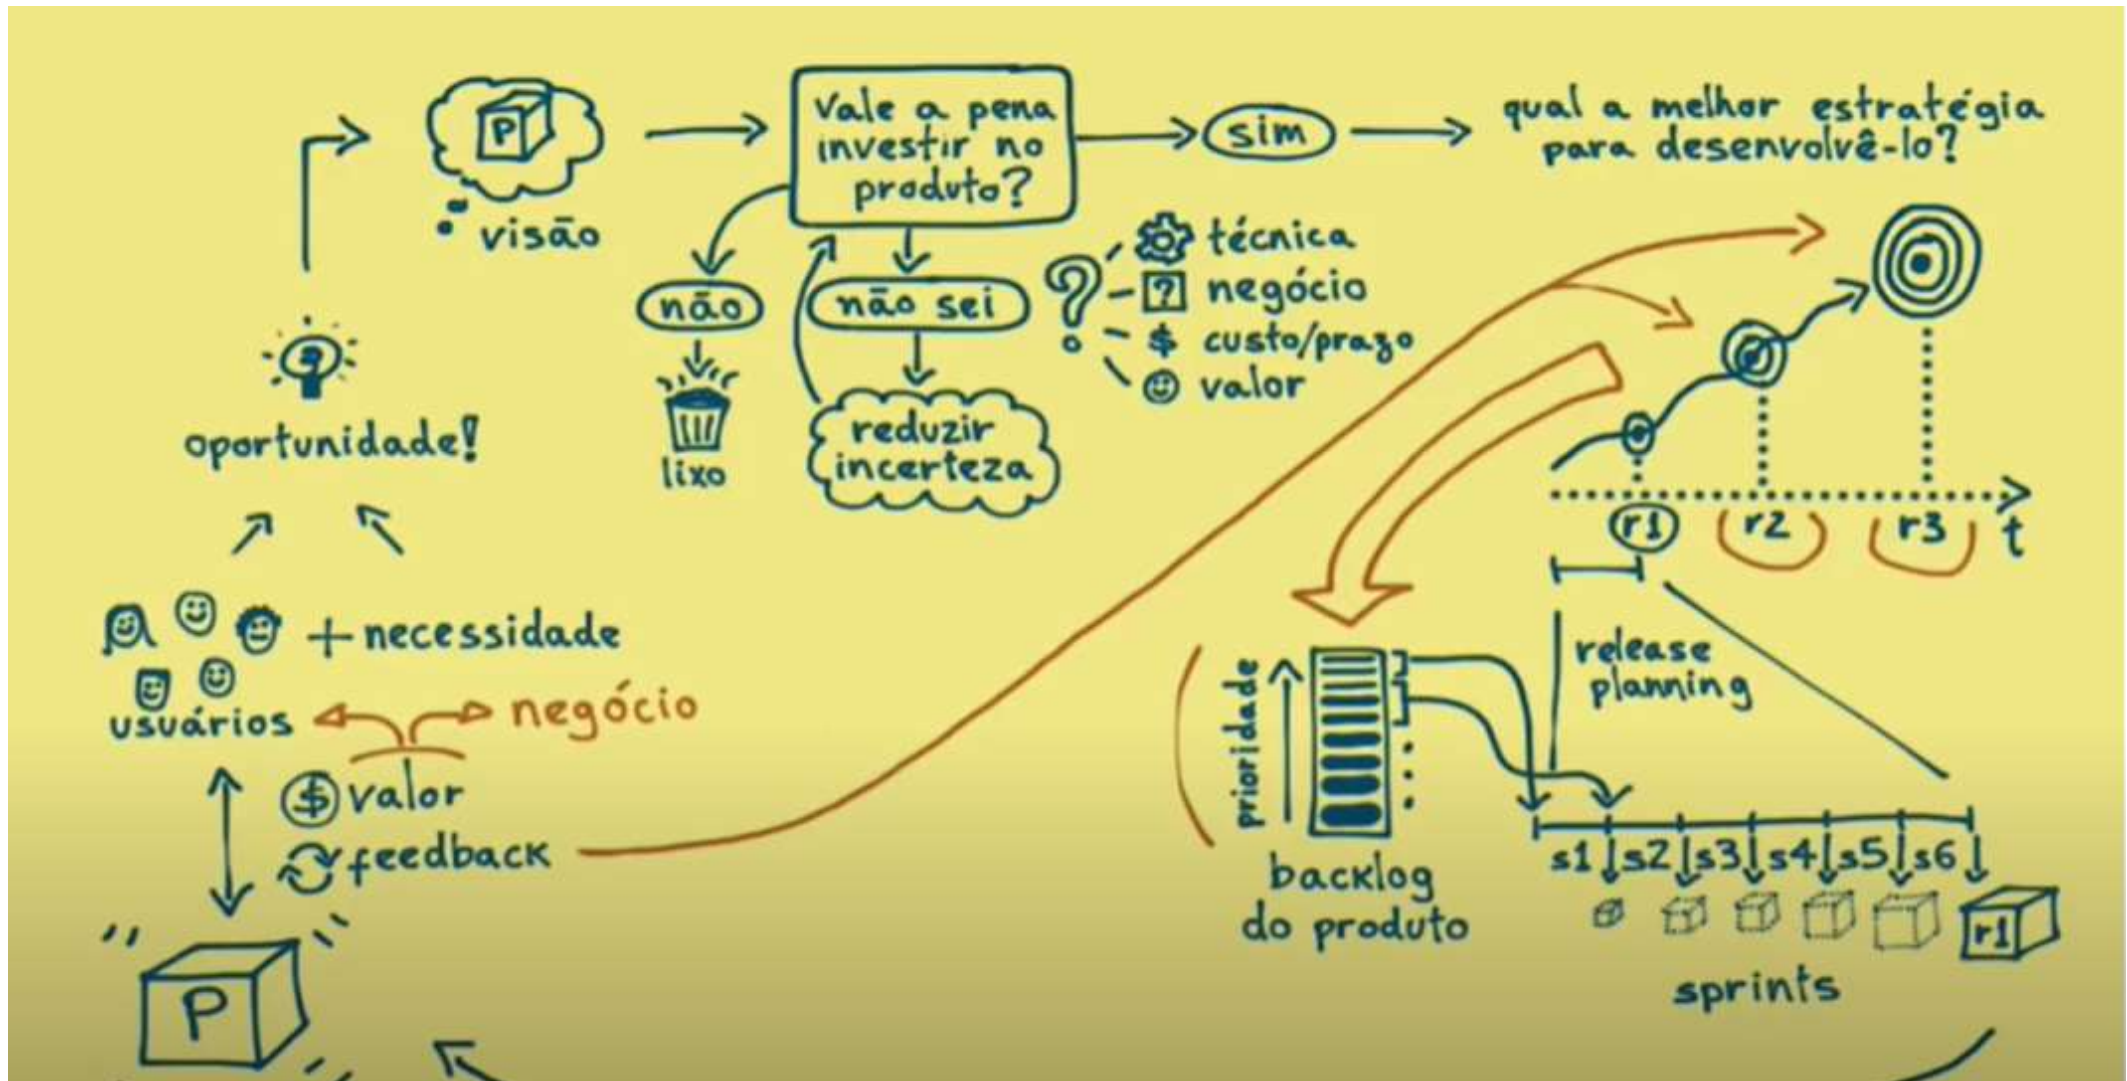 P
visão
vale a pena
investir no
produto?
sim
qual a melhor estratégia
para desenvolvê-lo?
não
lixo
não sei
reduzir
incerteza
?
técnica
?
negócio
$
custo/prazo
valor
oportunidade!
+ necessidade
usuários
negócio
$ valor
feedback
P
r1
r2
r3
t
release
planning
prioridade
backlog
do produto
s1
s2
s3
s4
s5
s6
r1
sprints